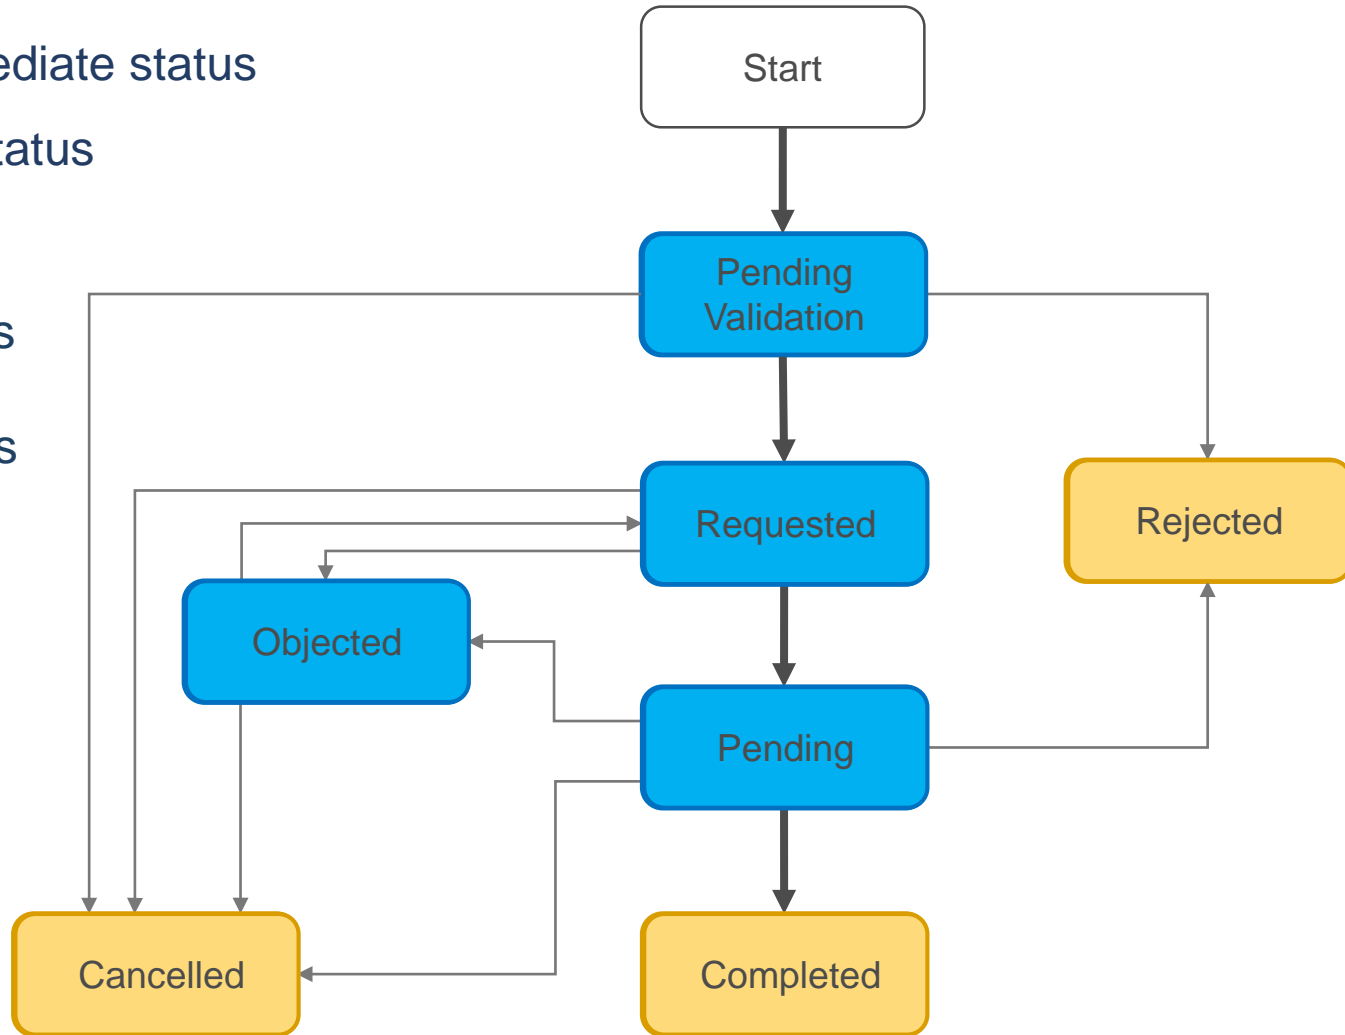 ediate status
tatus
s
s
Start
Pending
Validation
Requested
Rejected
Objected
Pending
Cancelled
Completed